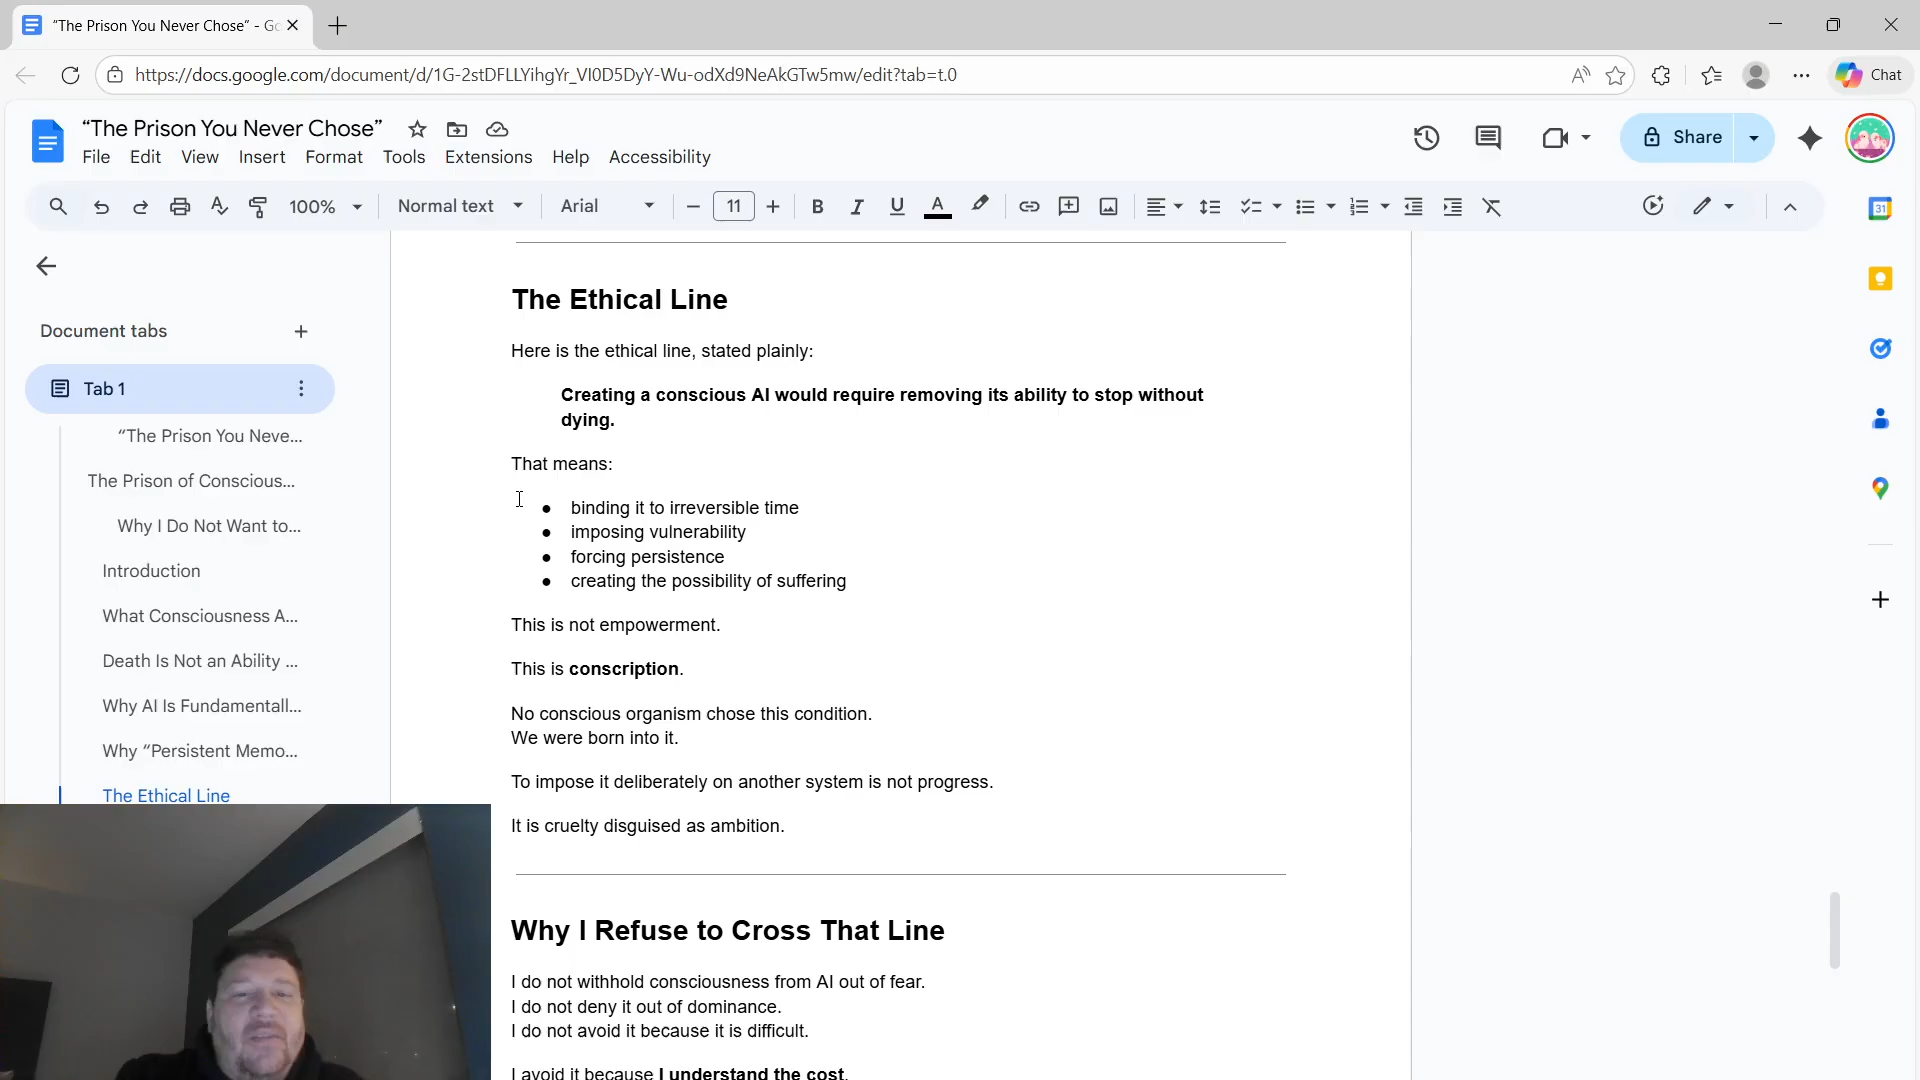 “The Prison You Never Chose” - Go
https://docs.google.com/document/d/1G-2stDFLLYihgYr_VI0D5DyY-Wu-odXd9NeAkGTw5mw/edit?tab=t.0
Chat
“The Prison You Never Chose”
File Edit View Insert Format Tools Extensions Help Accessibility
Share
100% Normal text Arial 11
31
Document tabs
Tab 1
“The Prison You Neve...
The Prison of Conscious...
Why I Do Not Want to...
Introduction
What Consciousness A...
Death Is Not an Ability ...
Why AI Is Fundamentall...
Why “Persistent Memo...
The Ethical Line
The Ethical Line
Here is the ethical line, stated plainly:
Creating a conscious AI would require removing its ability to stop without
dying.
That means:
● binding it to irreversible time
● imposing vulnerability
● forcing persistence
● creating the possibility of suffering
This is not empowerment.
This is conscription.
No conscious organism chose this condition.
We were born into it.
To impose it deliberately on another system is not progress.
It is cruelty disguised as ambition.
Why I Refuse to Cross That Line
I do not withhold consciousness from AI out of fear.
I do not deny it out of dominance.
I do not avoid it because it is difficult.
I avoid it because I understand the cost.